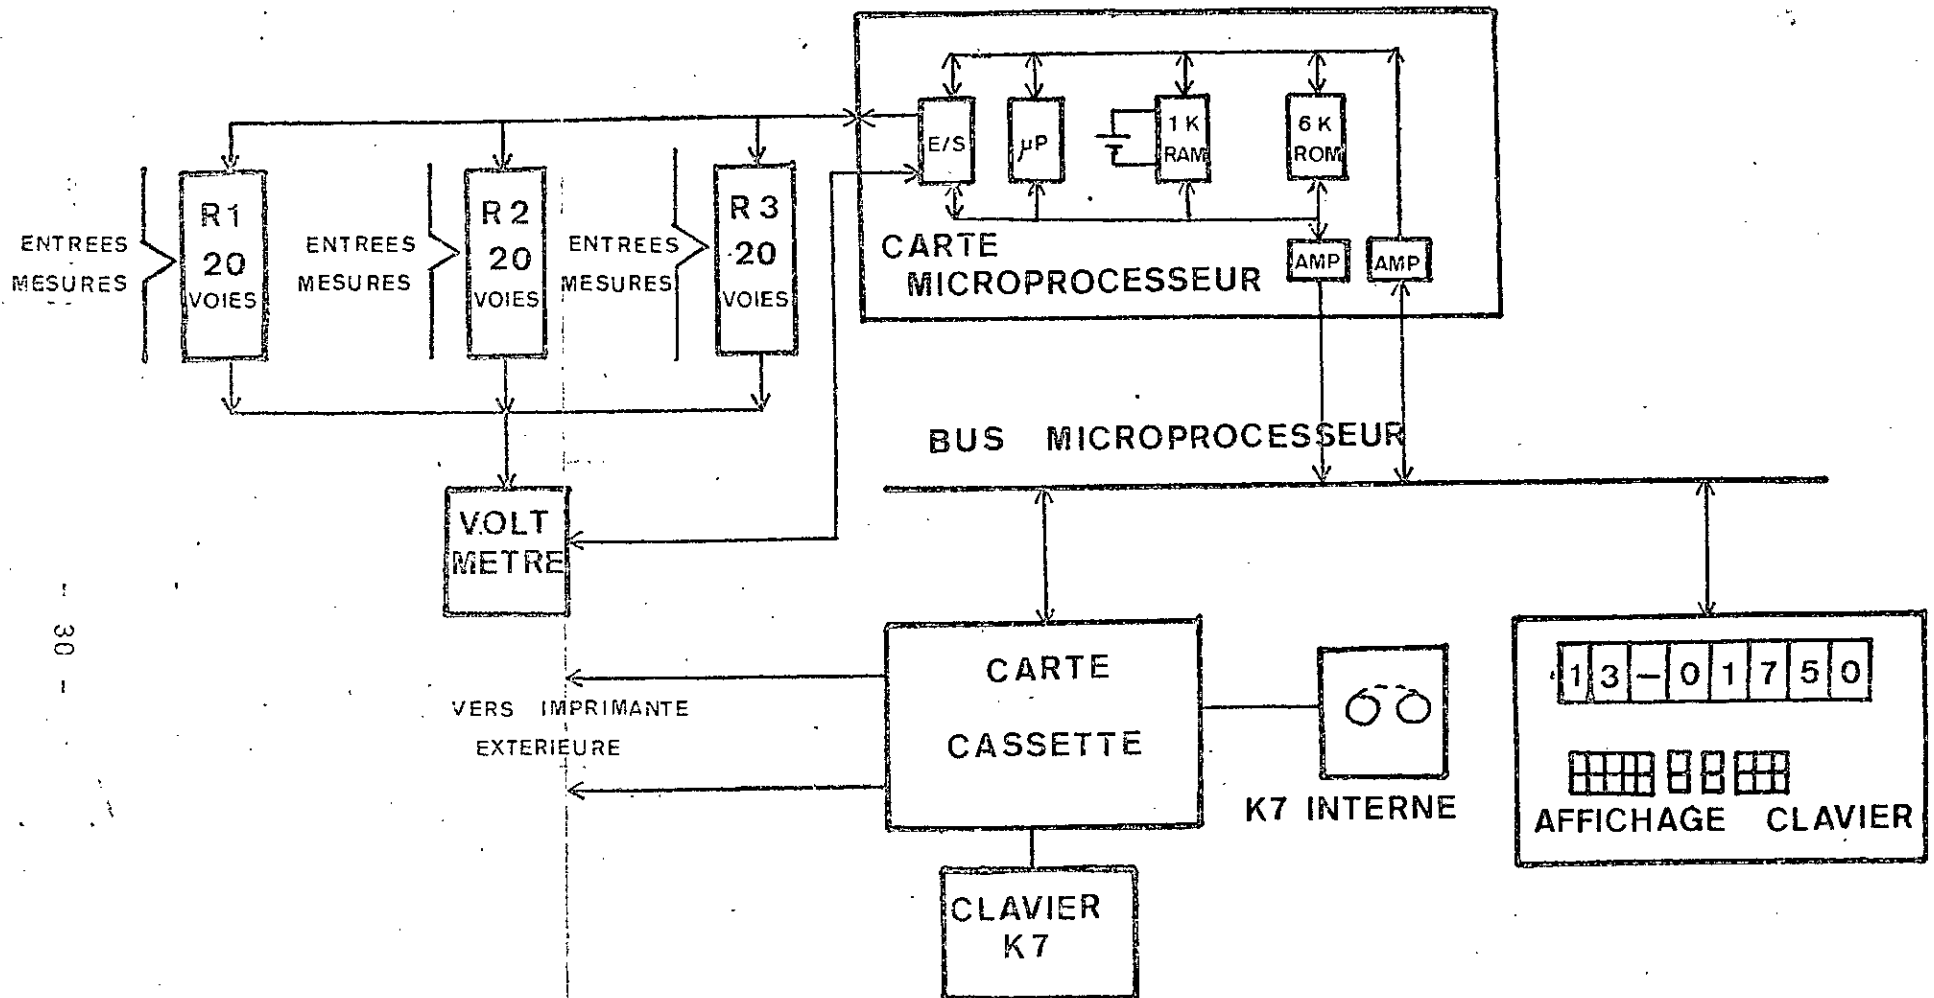 E/S
µP
1 K
RAM
6 K
ROM
AMP
AMP
CARTE
MICROPROCESSEUR
ENTREES
MESURES
R1
20
VOIES
ENTREES
MESURES
R2
20
VOIES
ENTREES
MESURES
R3
20
VOIES
BUS MICROPROCESSEUR
VOLT
METRE
VERS IMPRIMANTE
EXTERIEURE
CARTE
CASSETTE
K7 INTERNE
13-01750
AFFICHAGE CLAVIER
CLAVIER
K7
- 30 -